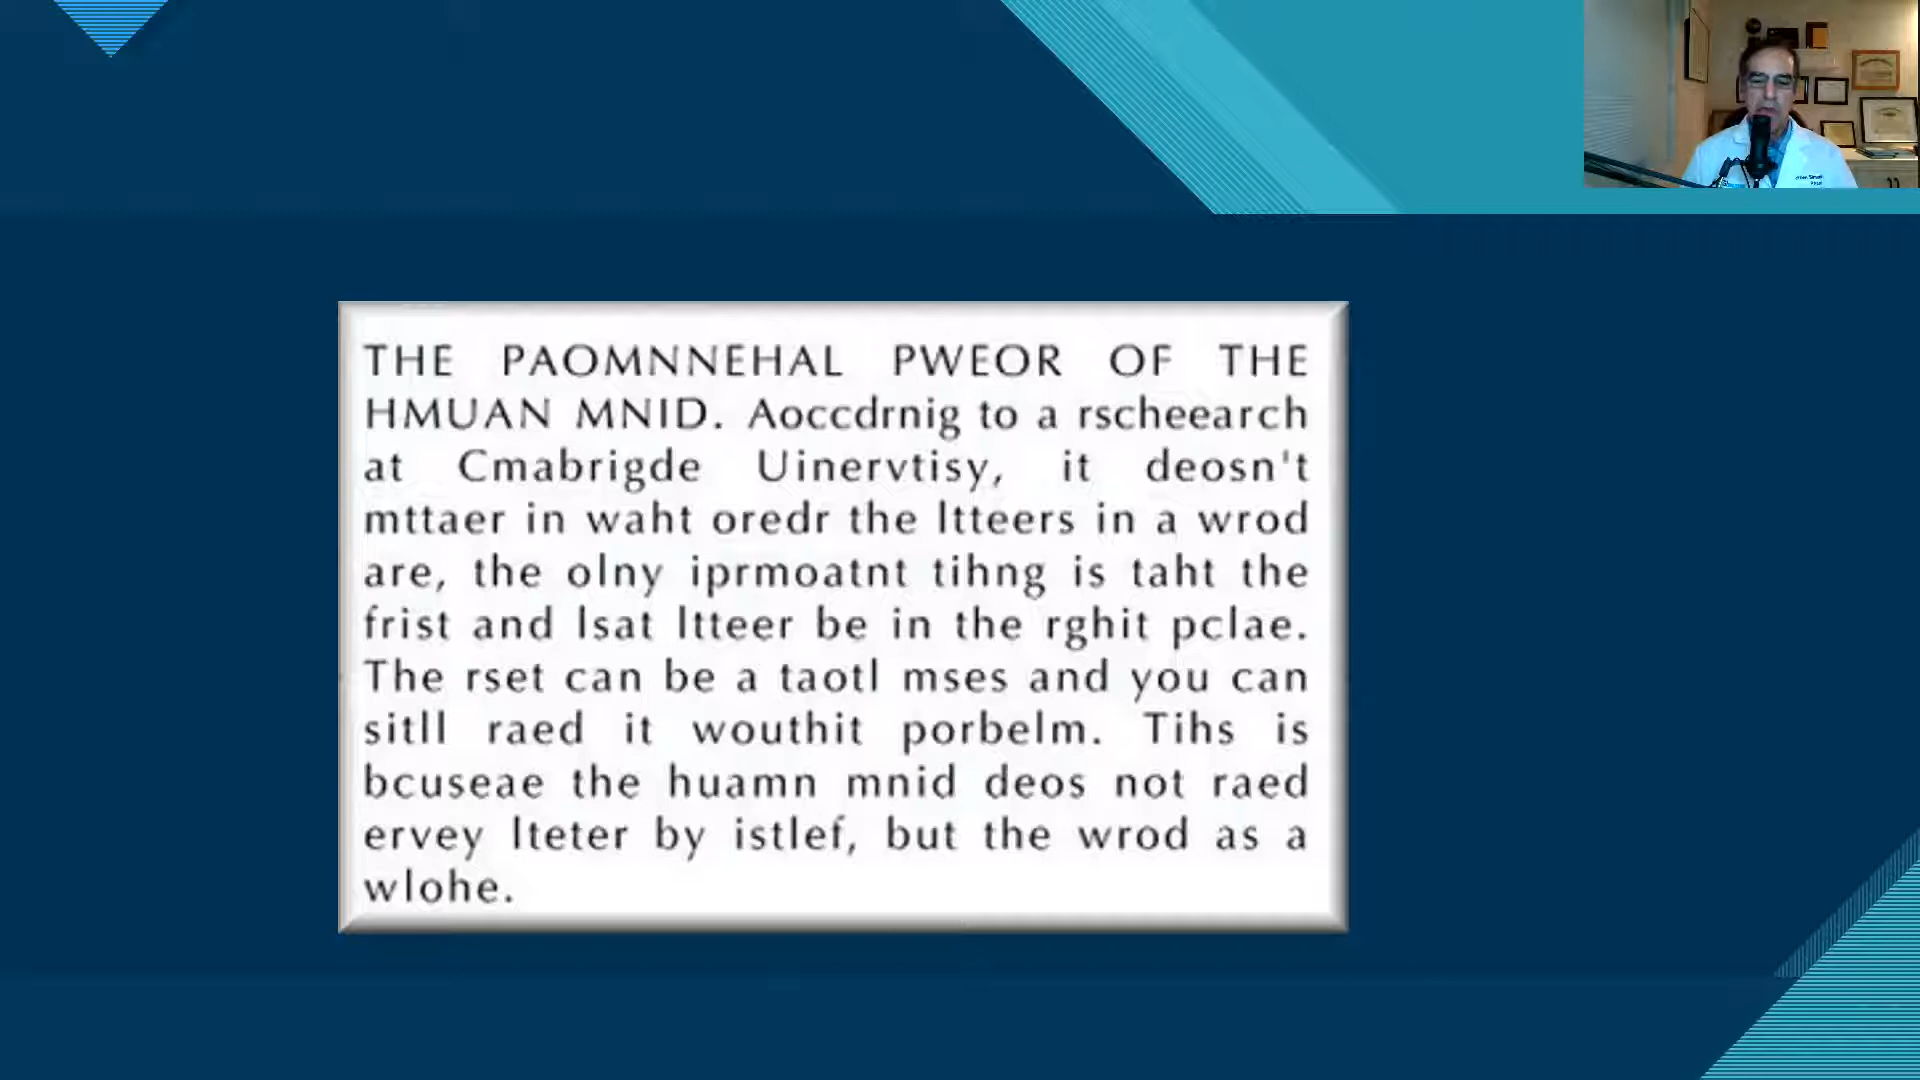 THE PAOMNNEHAL PWEOR OF THE
HMUAN MNID. Aoccdrnig to a rscheearch
at Cmabrigde Uinervtisy, it deosn't
mttaer in waht oredr the ltteers in a wrod
are, the olny iprmoatnt tihng is taht the
frist and lsat ltteer be in the rghit pclae.
The rset can be a taotl mses and you can
sitll raed it wouthit porbelm. Tihs is
bcuseae the huamn mnid deos not raed
ervey lteter by istlef, but the wrod as a
wlohe.